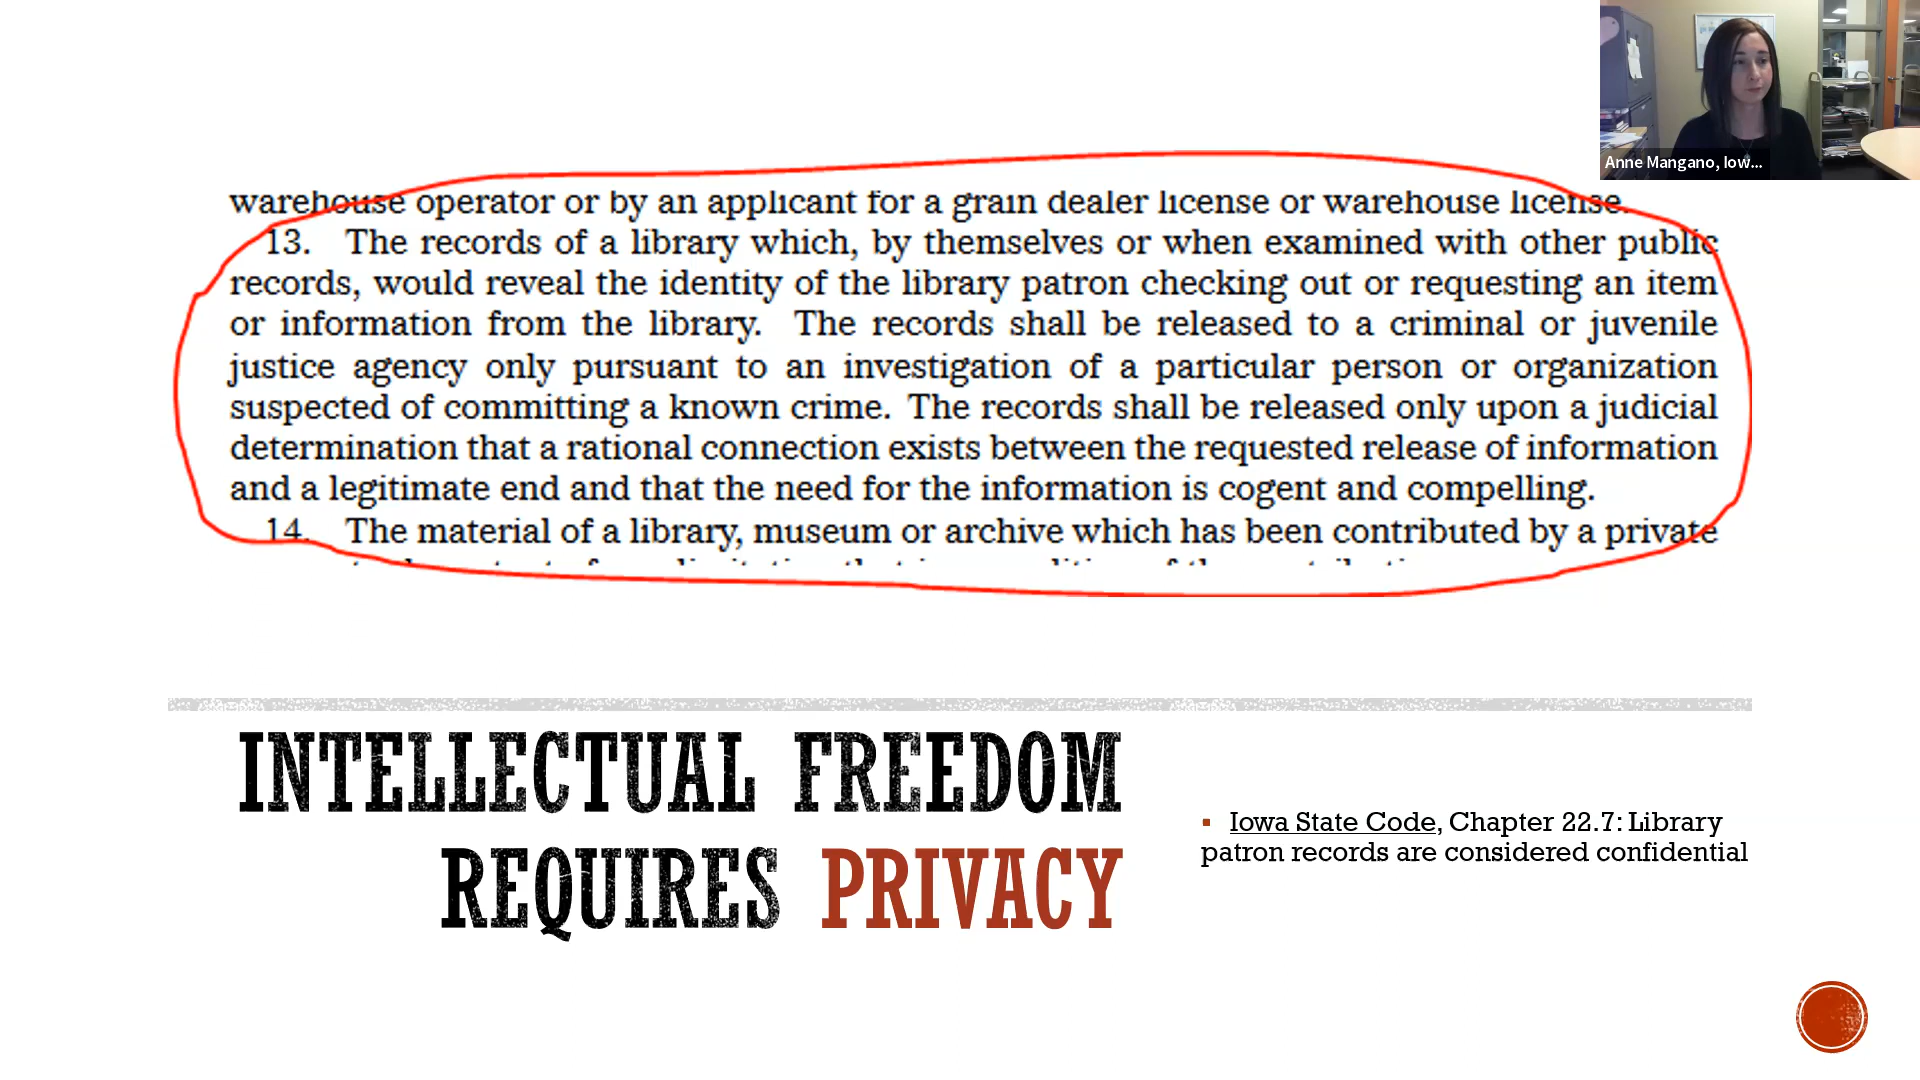 Anne Mangano, Iow...
warehouse operator or by an applicant for a grain dealer license or warehouse license.
13. The records of a library which, by themselves or when examined with other public
records, would reveal the identity of the library patron checking out or requesting an item
or information from the library. The records shall be released to a criminal or juvenile
justice agency only pursuant to an investigation of a particular person or organization
suspected of committing a known crime. The records shall be released only upon a judicial
determination that a rational connection exists between the requested release of information
and a legitimate end and that the need for the information is cogent and compelling.
14. The material of a library, museum or archive which has been contributed by a private
INTELLECTUAL FREEDOM
REQUIRES PRIVACY
▪ Iowa State Code, Chapter 22.7: Library
patron records are considered confidential